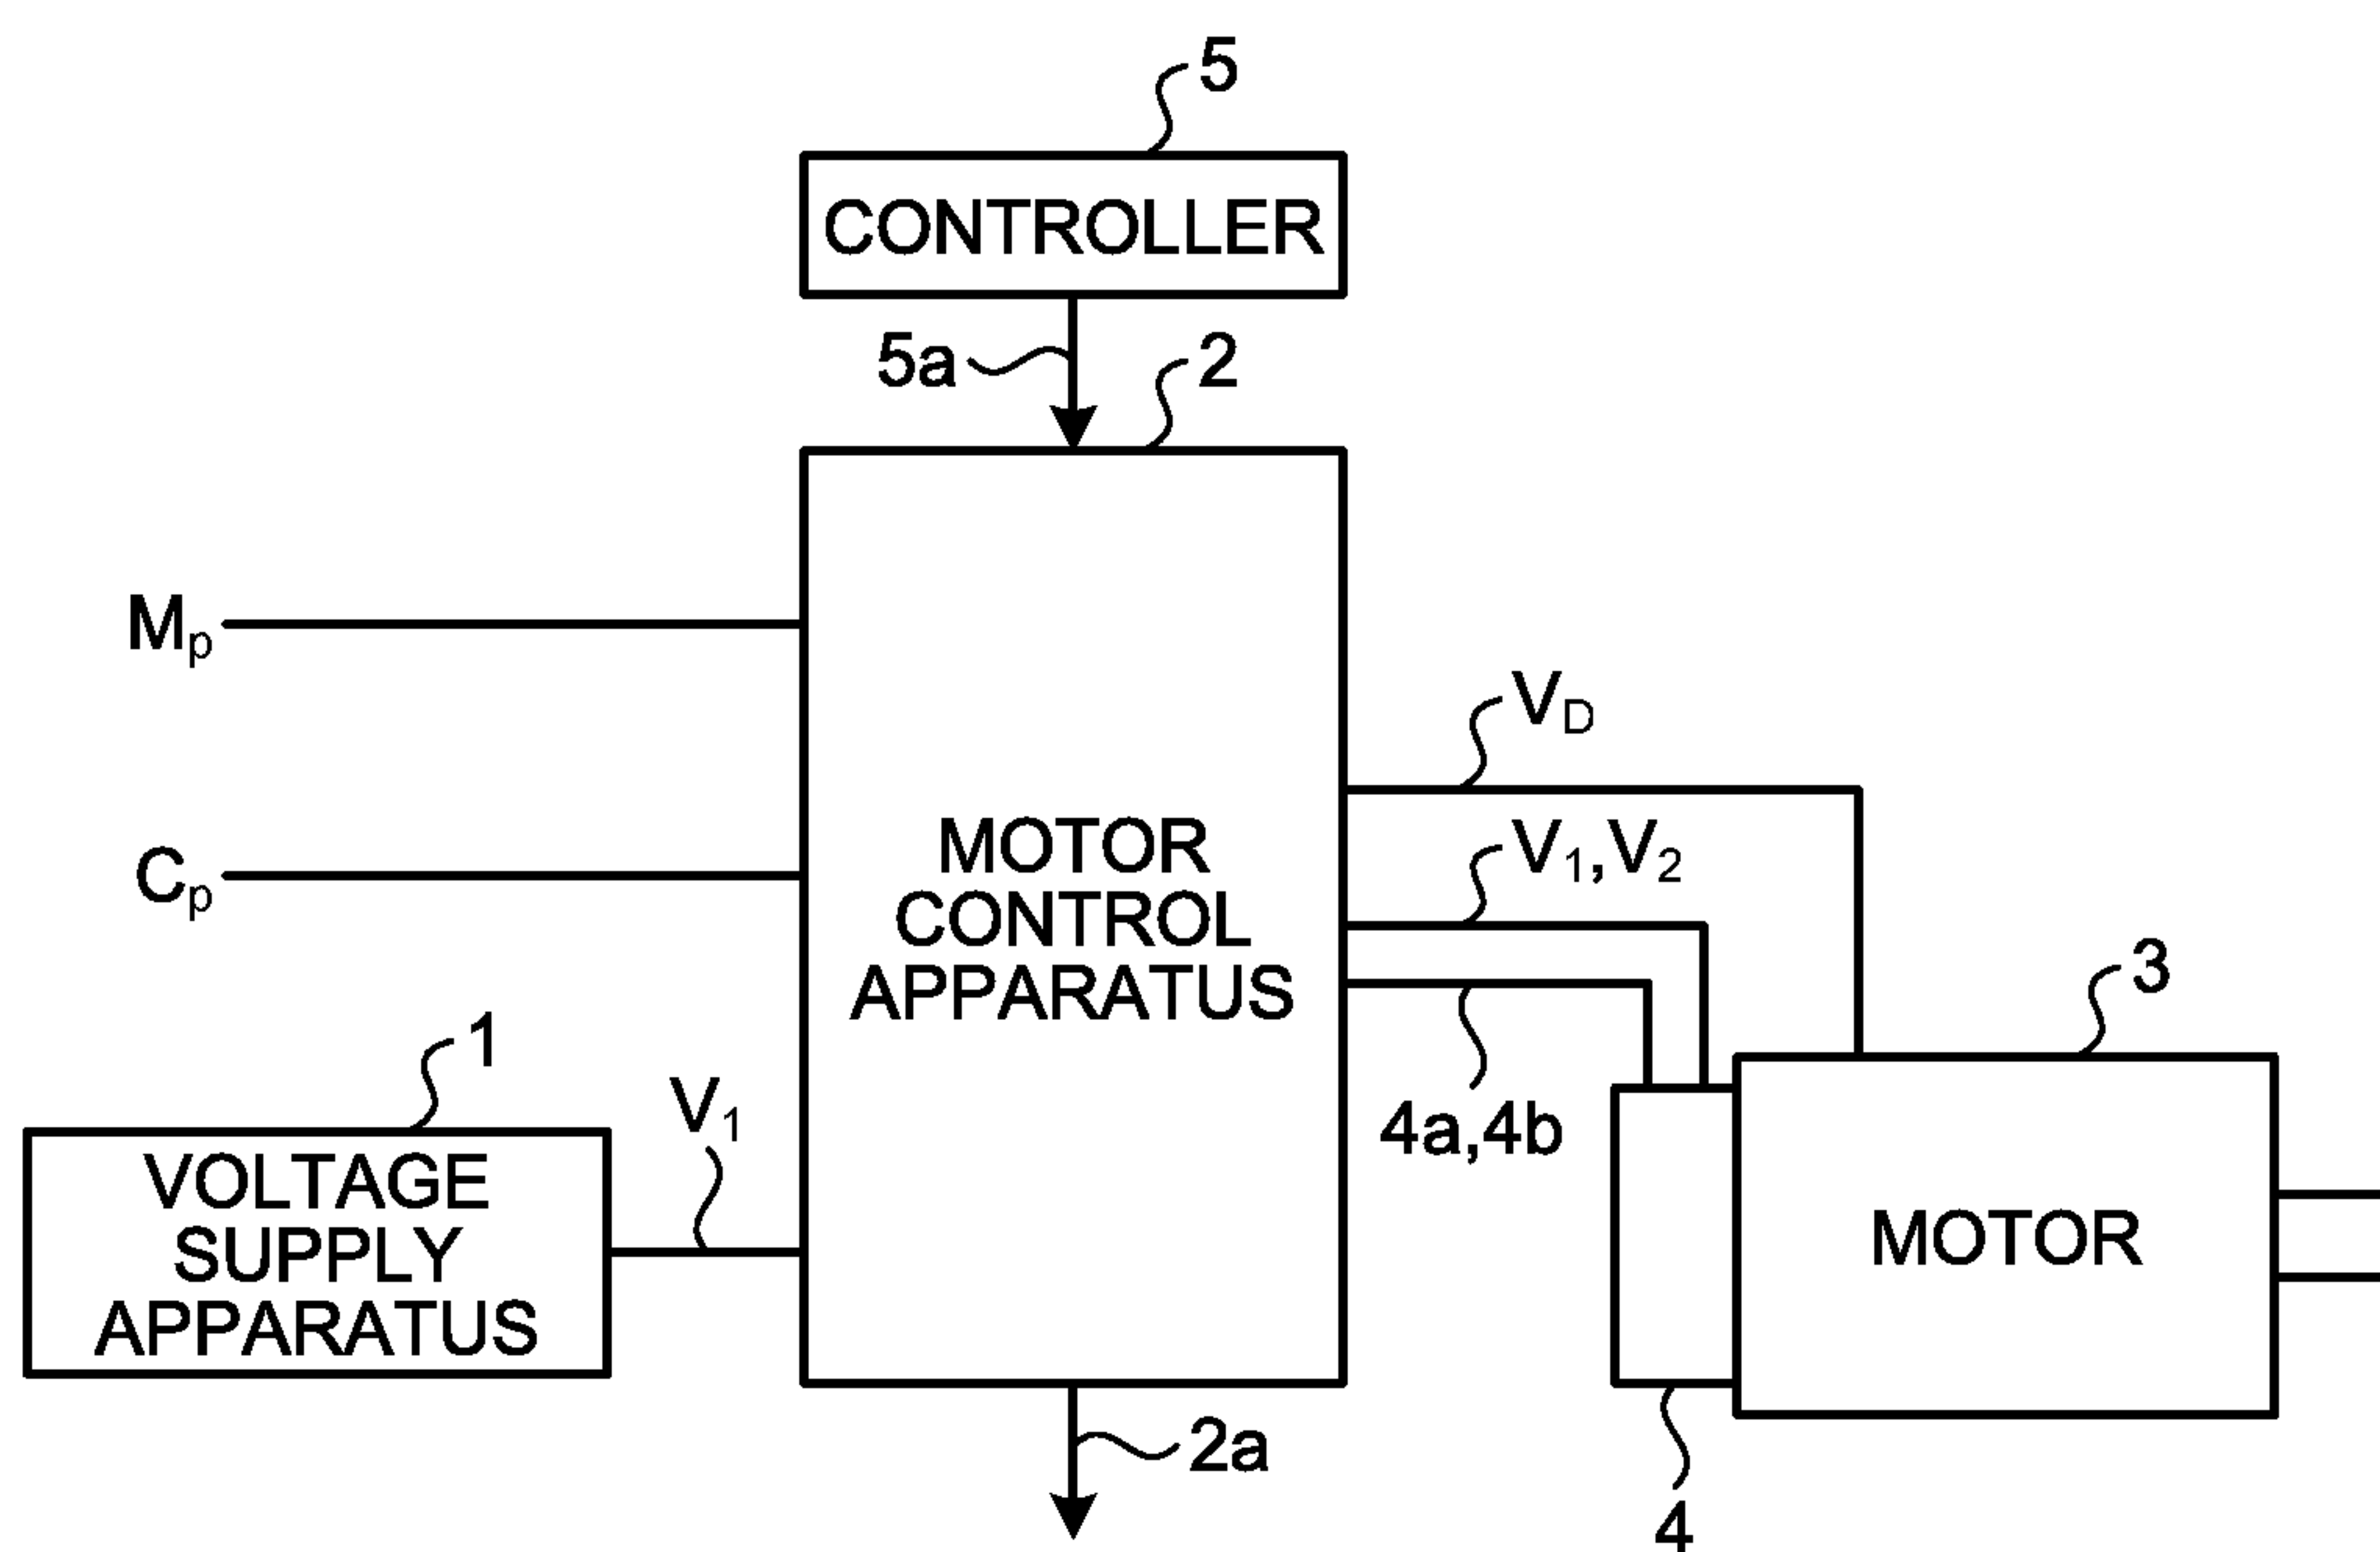 5
CONTROLLER
5a
2
Mp
VD
Cp
V1,V2
MOTOR
CONTROL
APPARATUS
3
1
V1
4a,4b
VOLTAGE
SUPPLY
APPARATUS
MOTOR
2a
4